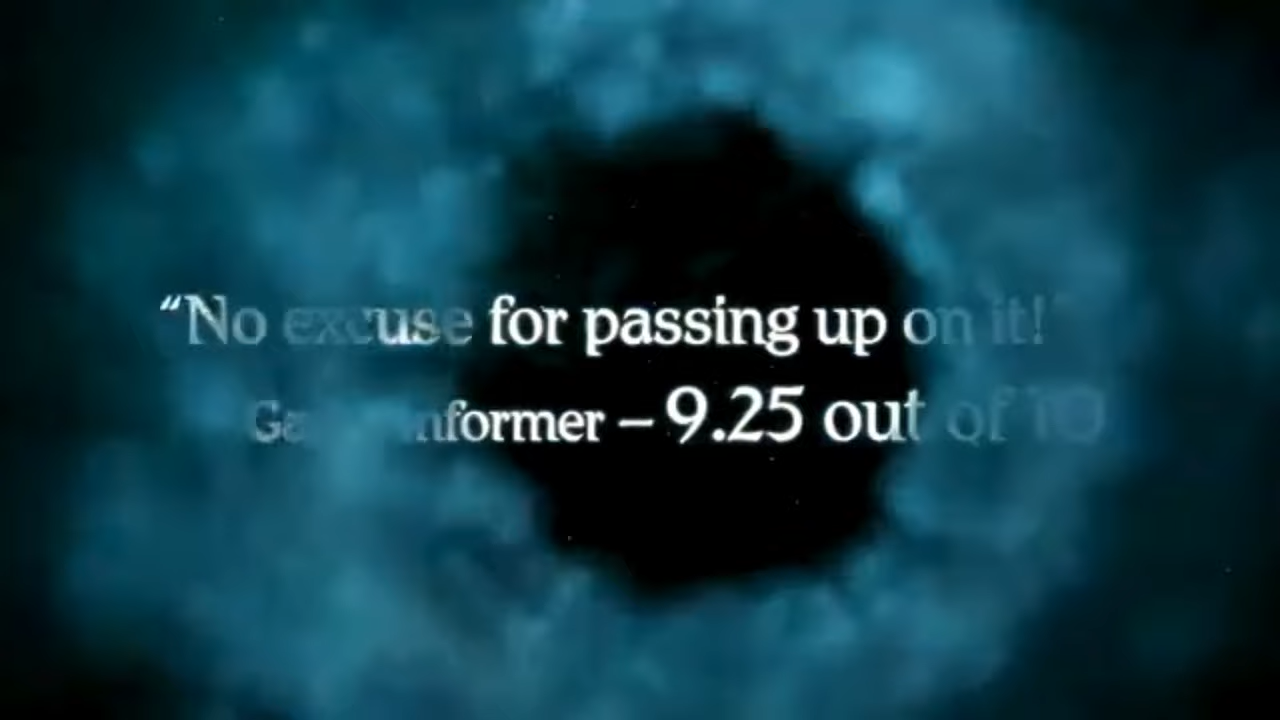 “No excuse for passing up on it!
Game Informer – 9.25 out of 10